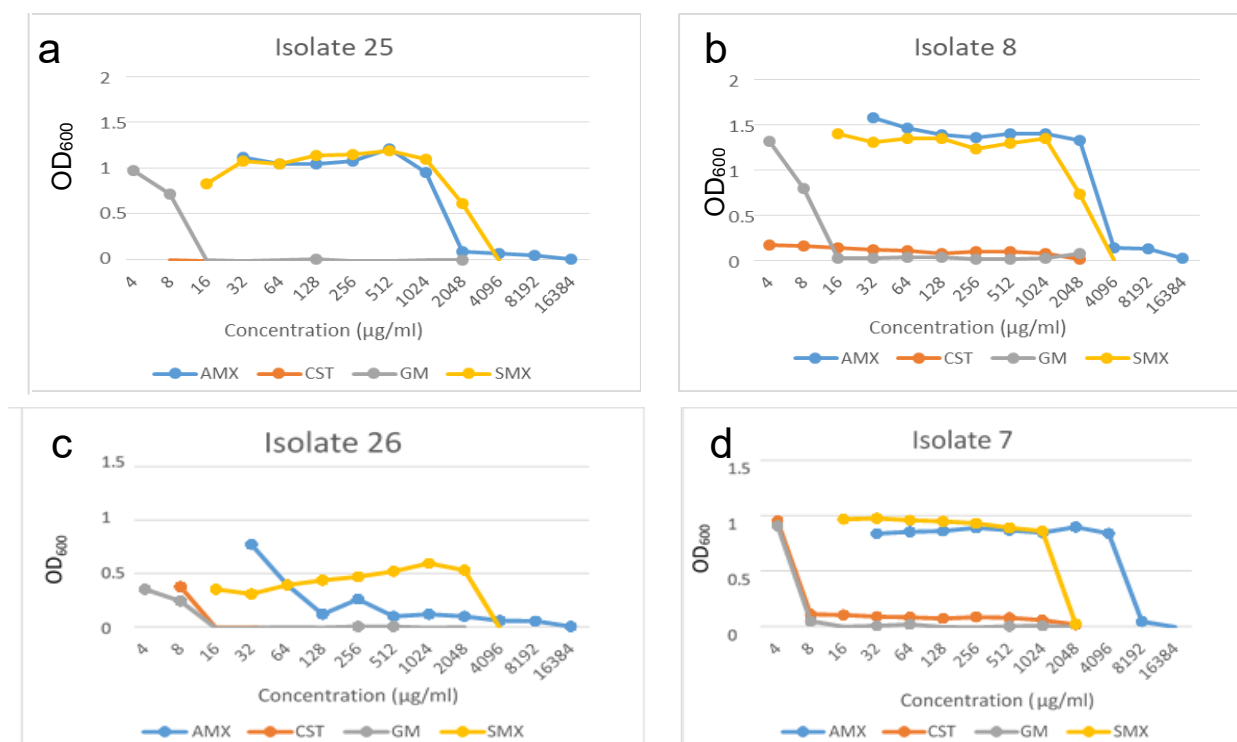 a
Isolate 25
2
1.5
1
0.5
0
OD600
4 8 16 32 64 128 256 512 1024 2048 4096 8192 16384
Concentration (µg/ml)
AMX CST GM SMX
b
Isolate 8
2
1.5
1
0.5
0
OD600
4 8 16 32 64 128 256 512 1024 2048 4096 8192 16384
Concentration (µg/ml)
AMX CST GM SMX
c
Isolate 26
1.5
1
0.5
0
OD600
4 8 16 32 64 128 256 512 1024 2048 4096 8192 16384
Concentration (µg/ml)
AMX CST GM SMX
d
Isolate 7
1.5
1
0.5
0
OD600
4 8 16 32 64 128 256 512 1024 2048 4096 8192 16384
Concentration (µg/ml)
AMX CST GM SMX